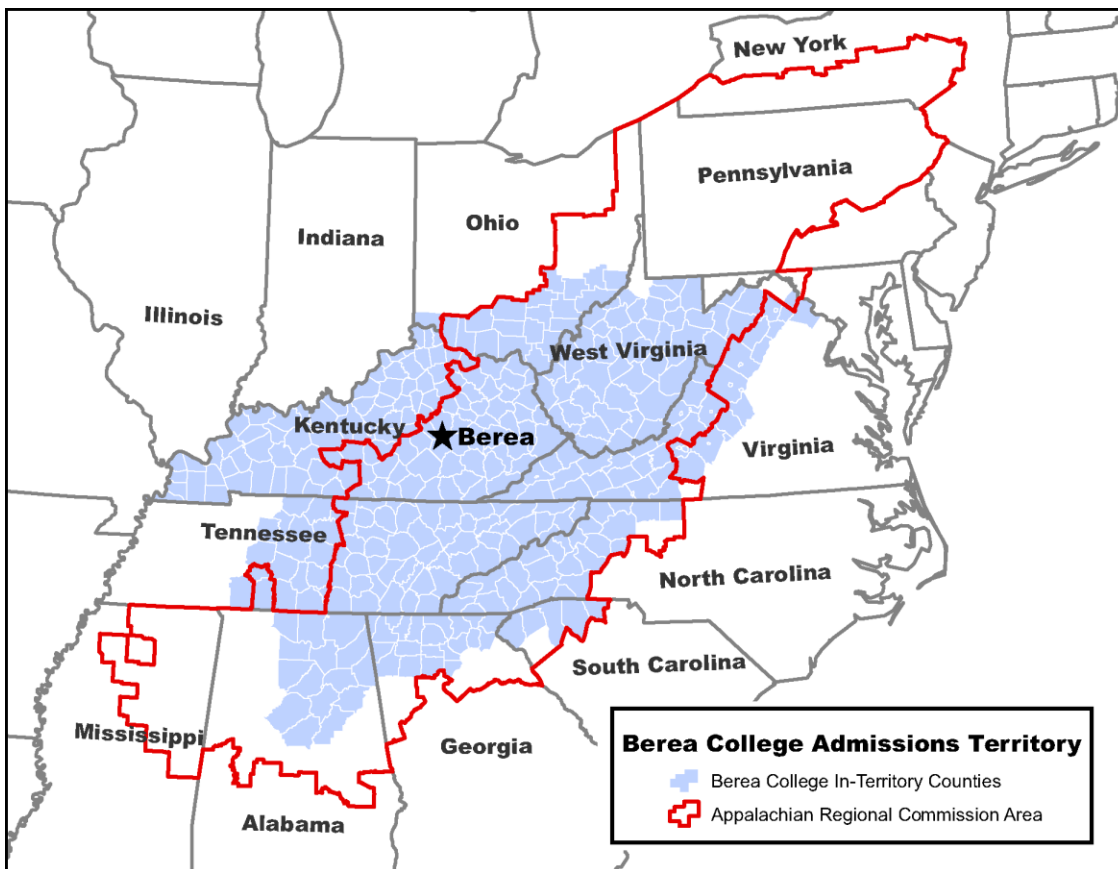 New York
Pennsylvania
Ohio
Indiana
Illinois
West Virginia
Kentucky
Berea
Virginia
Tennessee
North Carolina
South Carolina
Mississippi
Georgia
Alabama
Berea College Admissions Territory
Berea College In-Territory Counties
Appalachian Regional Commission Area